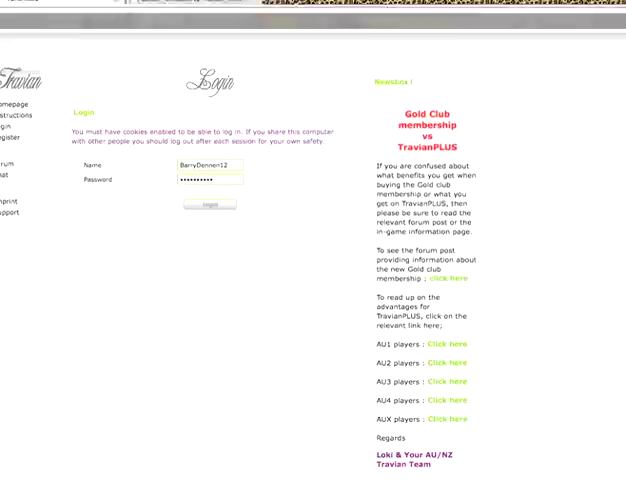 Travian
omepage
structions
gin
egister
rum
hat
mprint
upport
Login
Login
You must have cookies enabled to be able to log in. If you share this computer
with other people you should log out after each session for your own safety.
Name BarryDennen12
Password ••••••••••
login
Newsbox I
Gold Club
membership
vs
TravianPLUS
If you are confused about
what benefits you get when
buying the Gold club
membership or what you
get on TravianPLUS, then
please be sure to read the
relevant forum post or the
in-game information page.
To see the forum post
providing information about
the new Gold club
membership ; click here
To read up on the
advantages for
TravianPLUS, click on the
relevant link here;
AU1 players : Click here
AU2 players : Click here
AU3 players : Click here
AU4 players : Click here
AUX players : Click here
Regards
Loki & Your AU/NZ
Travian Team